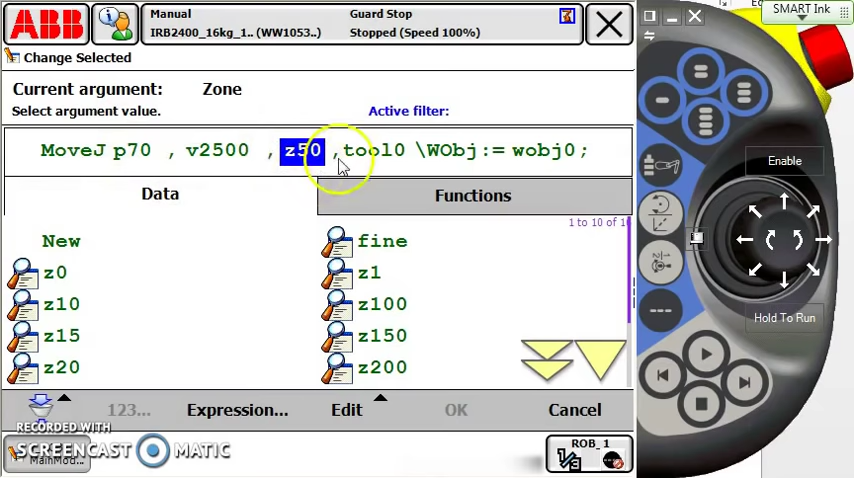 SMART Ink
ABB
Manual
IRB2400_16kg_1.. (WW1053..)
Guard Stop
Stopped (Speed 100%)
Change Selected
Current argument: Zone
Select argument value.
Active filter:
MoveJ p70 , v2500 , z50 ,tool0 \WObj:= wobj0;
Data
Functions
1 to 10 of 1
New
fine
z0
z1
z10
z100
z15
z150
z20
z200
123...
Expression...
Edit
OK
Cancel
RECORDED WITH
SCREENCAST MATIC
MainMod...
ROB_1
1/3
Enable
Hold To Run